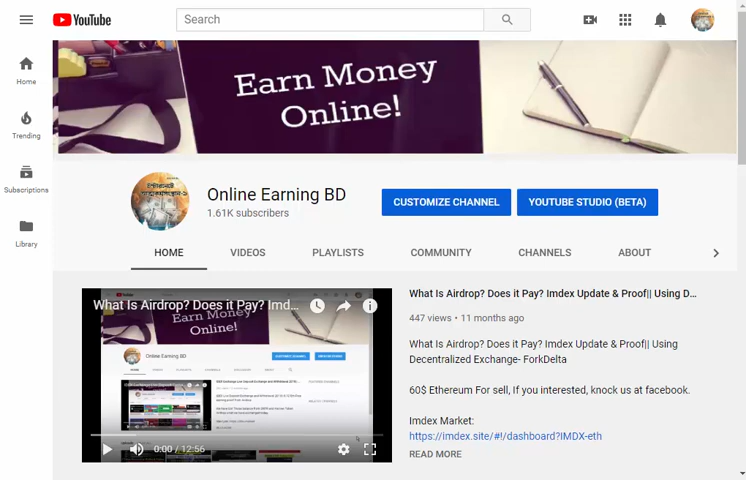 YouTube
Search
Home
Trending
Subscriptions
Library
Earn Money
Online!
Online Earning BD
1.61K subscribers
CUSTOMIZE CHANNEL
YOUTUBE STUDIO (BETA)
HOME
VIDEOS
PLAYLISTS
COMMUNITY
CHANNELS
ABOUT
What Is Airdrop? Does it Pay? Imd...
Earn Money
Online!
Online Earning BD
0:00 / 12:56
What Is Airdrop? Does it Pay? Imdex Update & Proof|| Using D...
447 views • 11 months ago
What Is Airdrop? Does it Pay? Imdex Update & Proof|| Using
Decentralized Exchange- ForkDelta
60$ Ethereum For sell, If you interested, knock us at facebook.
Imdex Market:
https://imdex.site/#!/dashboard?IMDX-eth
READ MORE